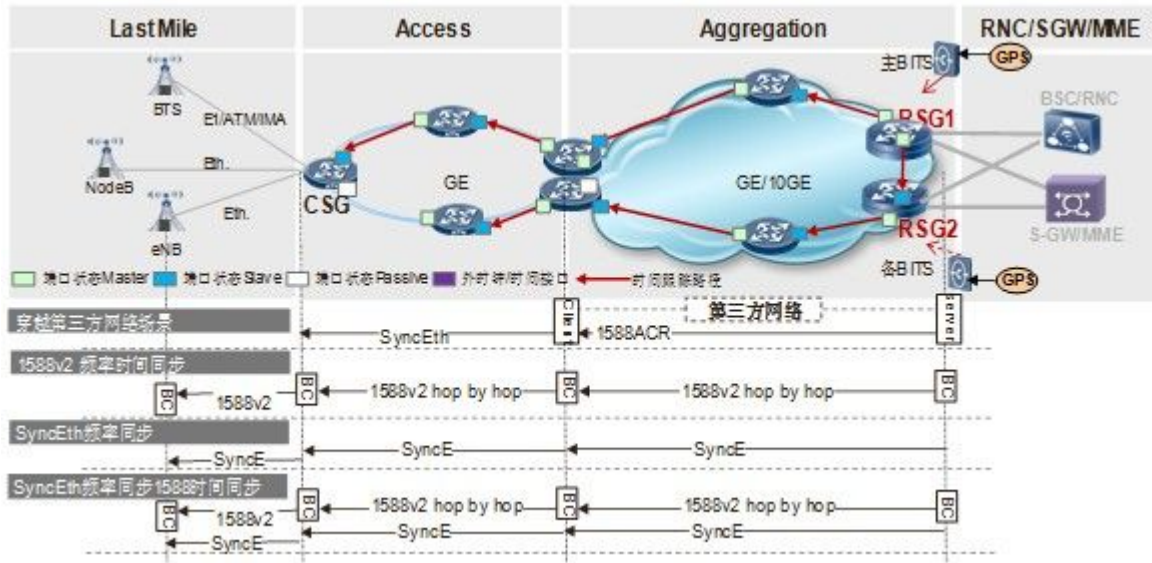 LastMile
Access
Aggregation
RNC/SGW/MME
主BITS
GPS
BTS
E1/ATM/IMA
RSG1
BSC/RNC
NodeB
Eth.
CSG
GE
GE/10GE
Eth.
eNB
RSG2
S-GW/MME
备BITS
GPS
端口状态Master
端口状态Slave
端口状态Passive
外时钟/时间接口
时间跟踪路径
穿越第三方网络场景
SyncEth
Client
第三方网络
1588ACR
server
1588v2 频率时间同步
BC
1588v2
BC
1588v2 hop by hop
BC
1588v2 hop by hop
BC
SyncEth频率同步
SyncE
SyncE
SyncE
SyncEth频率同步1588时间同步
BC
1588v2
BC
1588v2 hop by hop
BC
1588v2 hop by hop
BC
SyncE
SyncE
SyncE